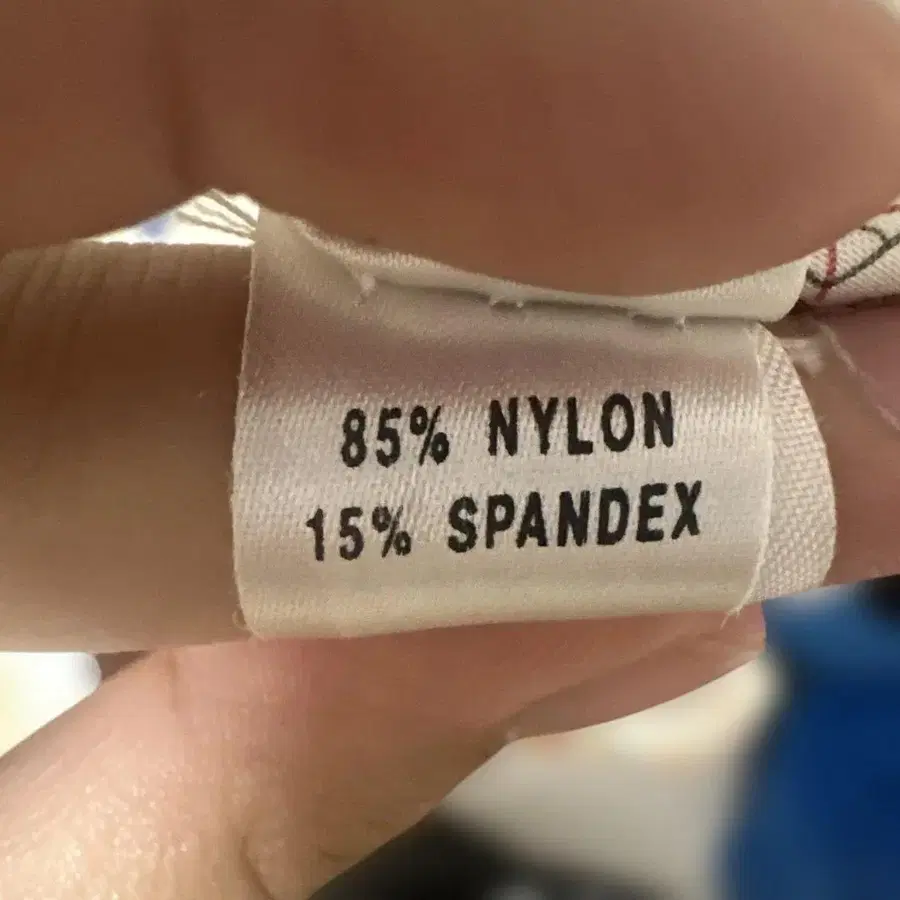 85% NYLON
15% SPANDEX